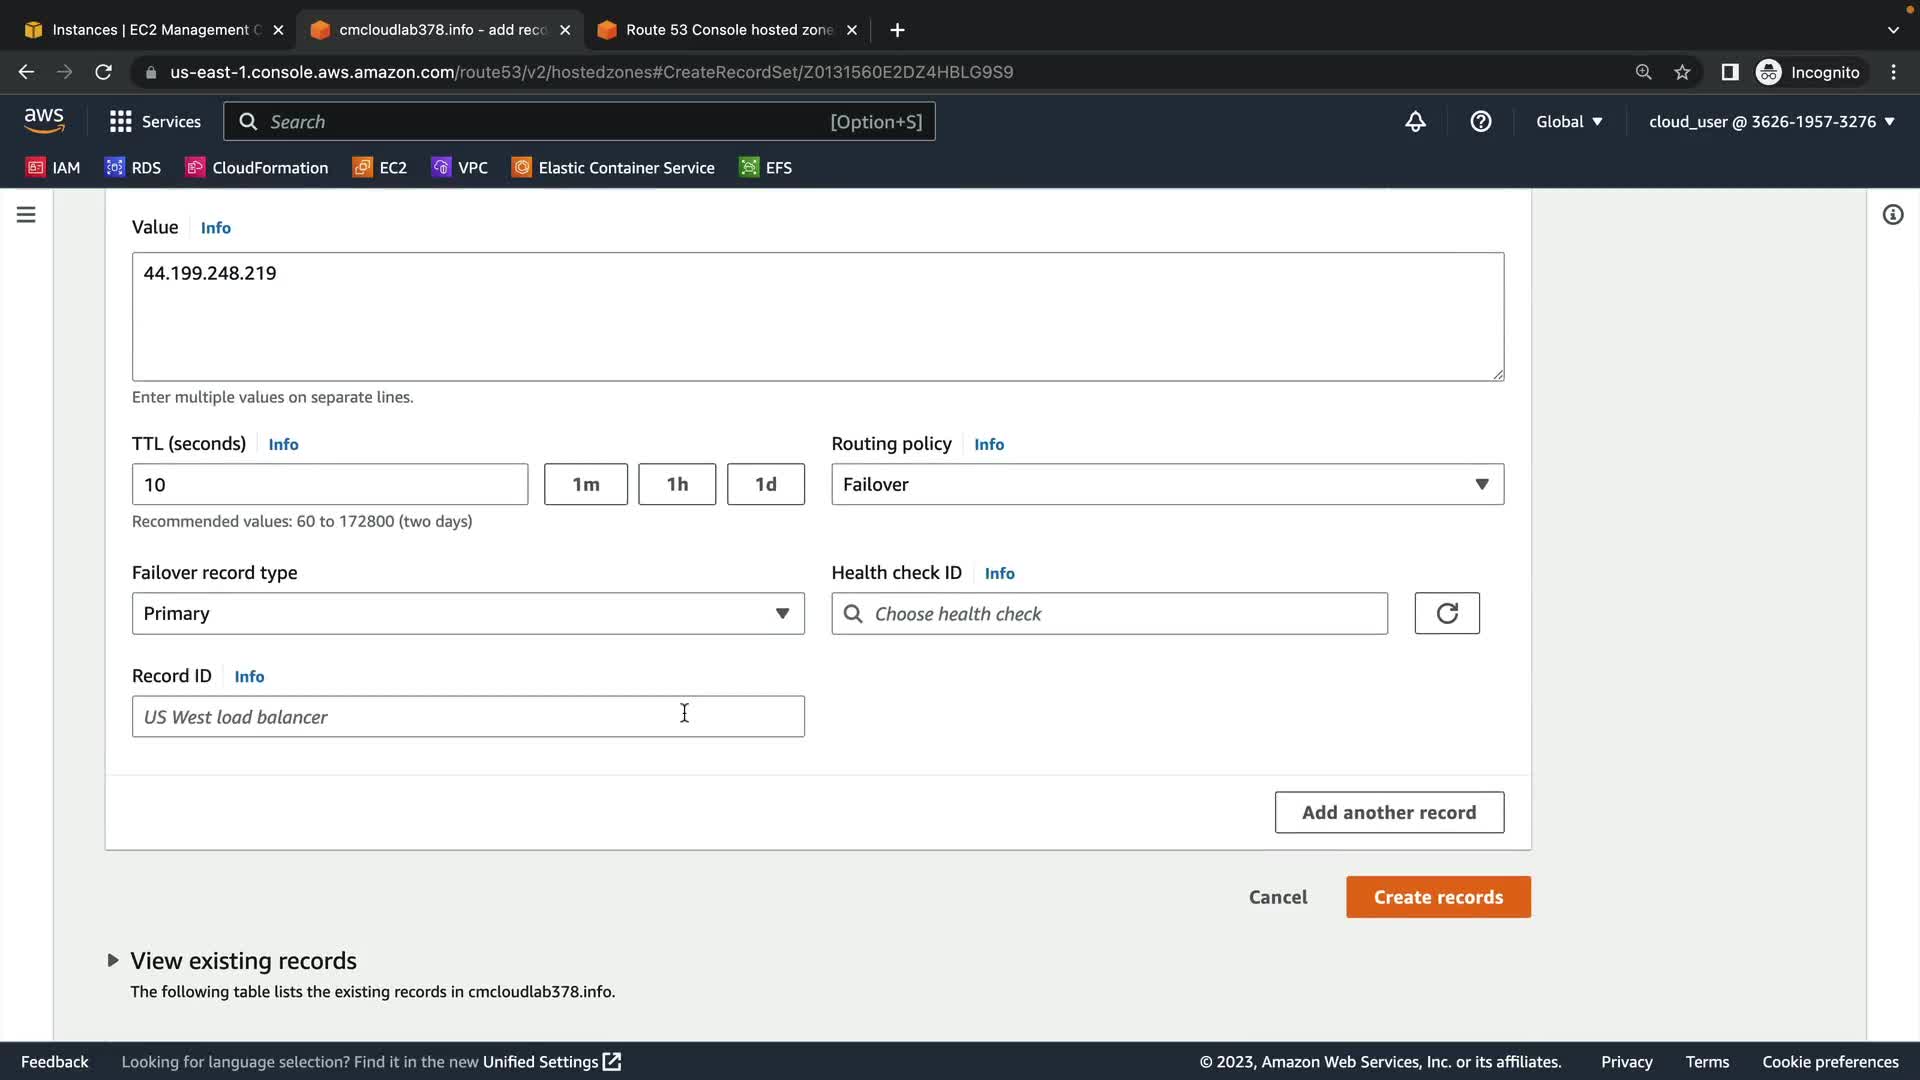 Instances | EC2 Management C
cmcloudlab378.info - add reco
Route 53 Console hosted zone
us-east-1.console.aws.amazon.com/route53/v2/hostedzones#CreateRecordSet/Z0131560E2DZ4HBLG9S9
Incognito
aws
Services
Search
[Option+S]
Global
cloud_user @ 3626-1957-3276
IAM
RDS
CloudFormation
EC2
VPC
Elastic Container Service
EFS
Value Info
44.199.248.219
Enter multiple values on separate lines.
TTL (seconds) Info
Routing policy Info
10
1m
1h
1d
Failover
Recommended values: 60 to 172800 (two days)
Failover record type
Health check ID Info
Primary
Choose health check
Record ID Info
US West load balancer
Add another record
Cancel
Create records
View existing records
The following table lists the existing records in cmcloudlab378.info.
Feedback
Looking for language selection? Find it in the new Unified Settings
© 2023, Amazon Web Services, Inc. or its affiliates.
Privacy
Terms
Cookie preferences